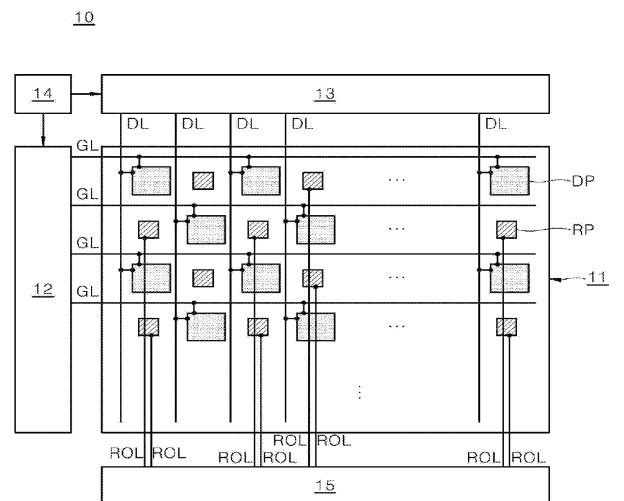 10
14
13
DL DL DL DL DL
GL
DP
GL
RP
GL
12
11
GL
ROL ROL ROL ROL ROL ROL ROL ROL
15